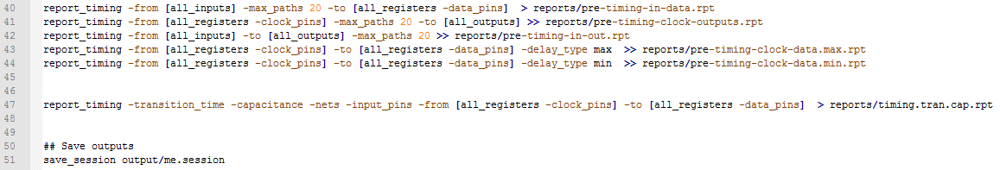 40 report_timing -from [all_inputs] -max_paths 20 -to [all_registers -data_pins]  > reports/pre-timing-in-data.rpt
41 report_timing -from [all_registers -clock_pins] -max_paths 20 -to [all_outputs] >> reports/pre-timing-clock-outputs.rpt
42 report_timing -from [all_inputs] -to [all_outputs] -max_paths 20 >> reports/pre-timing-in-out.rpt
43 report_timing -from [all_registers -clock_pins] -to [all_registers -data_pins] -delay_type max  >> reports/pre-timing-clock-data.max.rpt
44 report_timing -from [all_registers -clock_pins] -to [all_registers -data_pins] -delay_type min  >> reports/pre-timing-clock-data.min.rpt
45
46
47 report_timing -transition_time -capacitance -nets -input_pins -from [all_registers -clock_pins] -to [all_registers -data_pins]  > reports/timing.tran.cap.rpt
48
49
50 ## Save outputs
51 save_session output/me.session